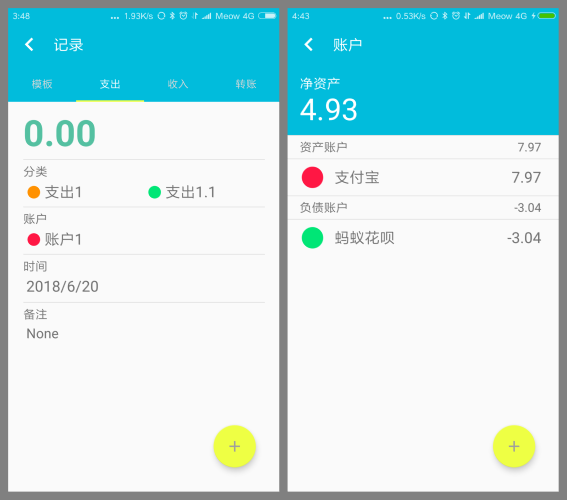 3:48 ... 1.93K/s Meow 4G
记录
模板 支出 收入 转账
0.00
分类
支出1 支出1.1
账户
账户1
时间
2018/6/20
备注
None
+
4:43 ... 0.53K/s Meow 4G
账户
净资产
4.93
资产账户 7.97
支付宝 7.97
负债账户 -3.04
蚂蚁花呗 -3.04
+